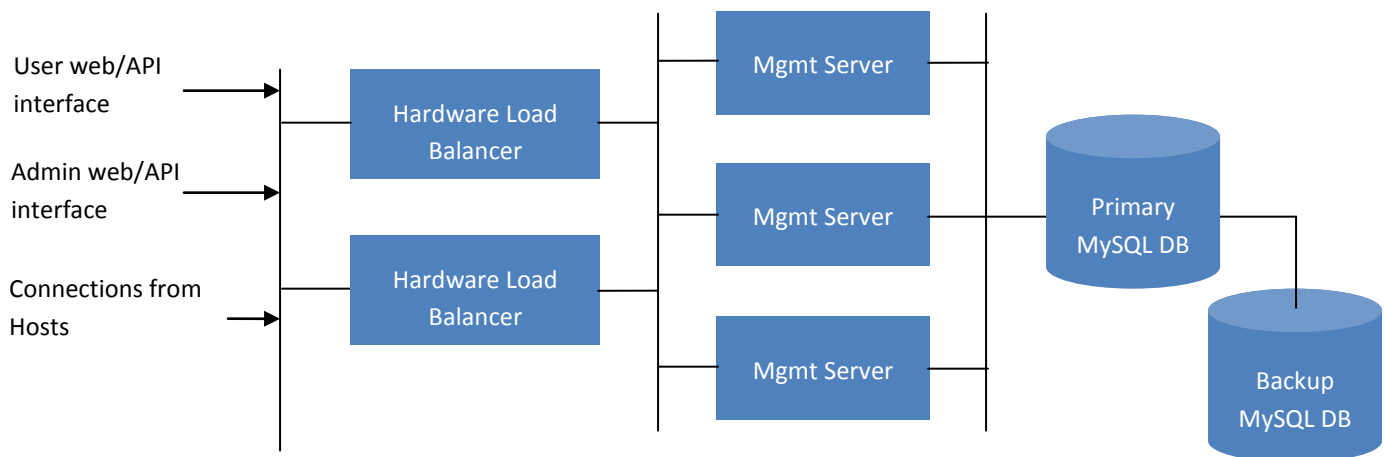 User web/API
interface
Admin web/API
interface
Connections from
Hosts
Hardware Load
Balancer
Hardware Load
Balancer
Mgmt Server
Mgmt Server
Mgmt Server
Primary
MySQL DB
Backup
MySQL DB